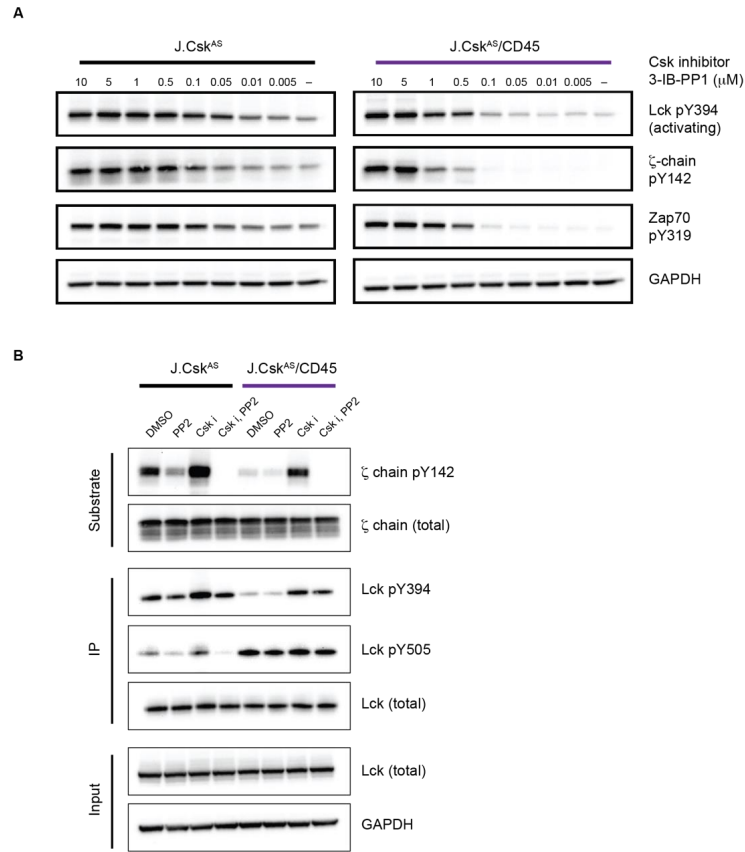 A
J.Csk^AS J.Csk^AS/CD45
10 5 1 0.5 0.1 0.05 0.01 0.005 – 10 5 1 0.5 0.1 0.05 0.01 0.005 –
Csk inhibitor
3-IB-PP1 (μM)
Lck pY394
(activating)
ζ-chain
pY142
Zap70
pY319
GAPDH
B
J.Csk^AS J.Csk^AS/CD45
DMSO PP2 Csk i Csk i, PP2 DMSO PP2 Csk i Csk i, PP2
Substrate
ζ chain pY142
ζ chain (total)
IP
Lck pY394
Lck pY505
Lck (total)
Input
Lck (total)
GAPDH